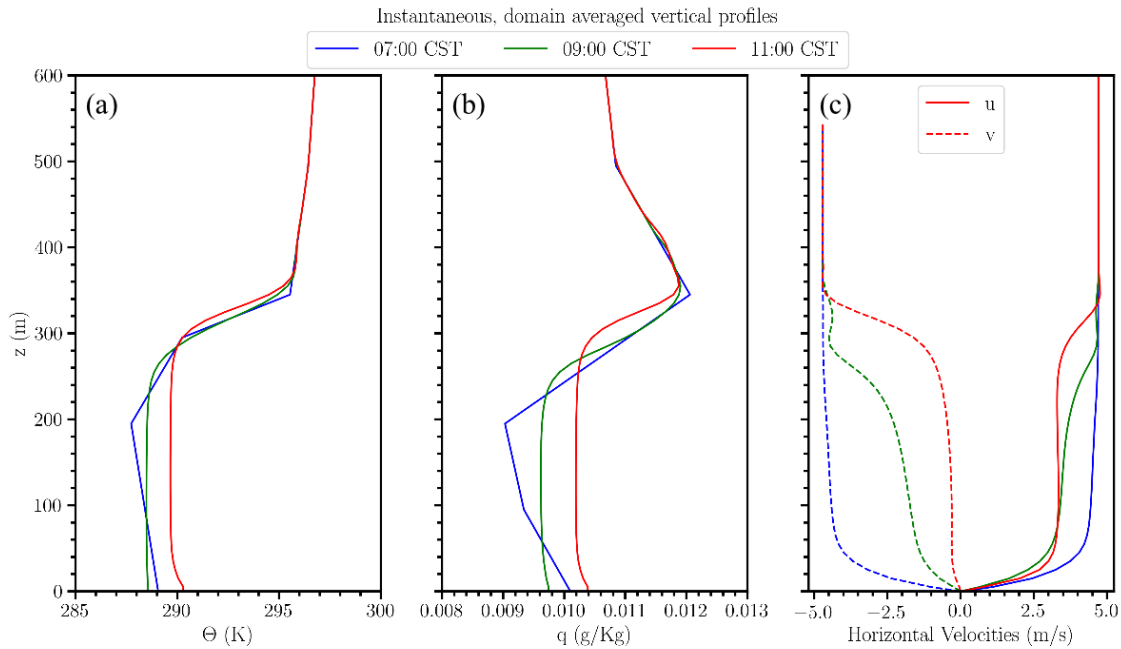 Instantaneous, domain averaged vertical profiles
07:00 CST 09:00 CST 11:00 CST
(a) (b) (c)
u
v
z (m)
600
500
400
300
200
100
0
285 290 295 300
Θ (K)
0.008 0.009 0.010 0.011 0.012 0.013
q (g/Kg)
−5.0 −2.5 0.0 2.5 5.0
Horizontal Velocities (m/s)